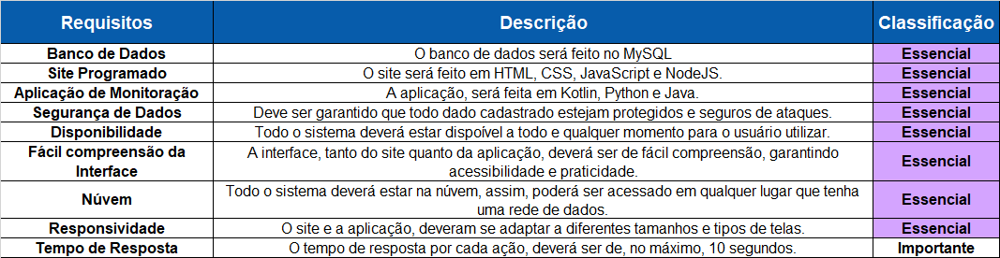 Requisitos Descrição Classificação
Banco de Dados O banco de dados será feito no MySQL Essencial
Site Programado O site será feito em HTML, CSS, JavaScript e NodeJS. Essencial
Aplicação de Monitoração A aplicação, será feita em Kotlin, Python e Java. Essencial
Segurança de Dados Deve ser garantido que todo dado cadastrado estejam protegidos e seguros de ataques. Essencial
Disponibilidade Todo o sistema deverá estar dispoível a todo e qualquer momento para o usuário utilizar. Essencial
Fácil compreensão da
Interface
A interface, tanto do site quanto da aplicação, deverá ser de fácil compreensão, garantindo
acessibilidade e praticidade.
Essencial
Núvem
Todo o sistema deverá estar na núvem, assim, poderá ser acessado em qualquer lugar que tenha
uma rede de dados.
Essencial
Responsividade O site e a aplicação, deveram se adaptar a diferentes tamanhos e tipos de telas. Essencial
Tempo de Resposta O tempo de resposta por cada ação, deverá ser de, no máximo, 10 segundos. Importante